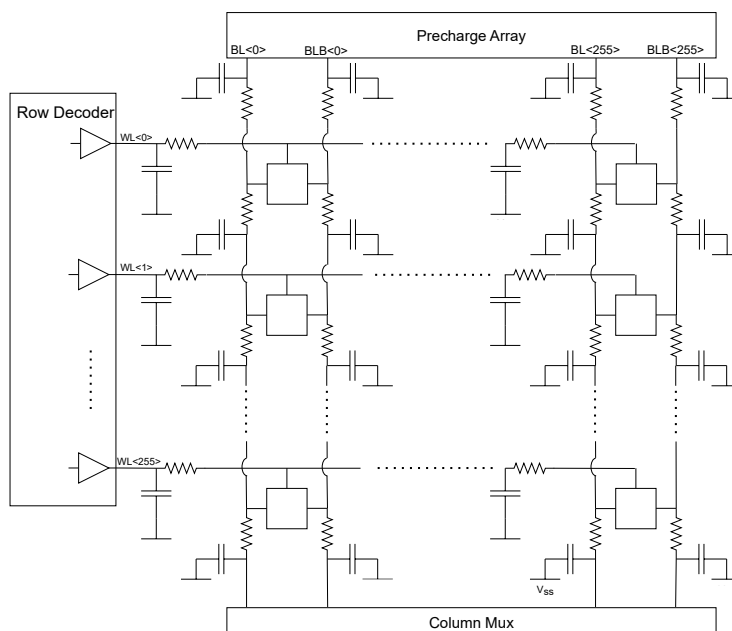 Precharge Array
BL<0> BLB<0> BL<255> BLB<255>
Row Decoder
WL<0>
WL<1>
WL<255>
Vss
Column Mux